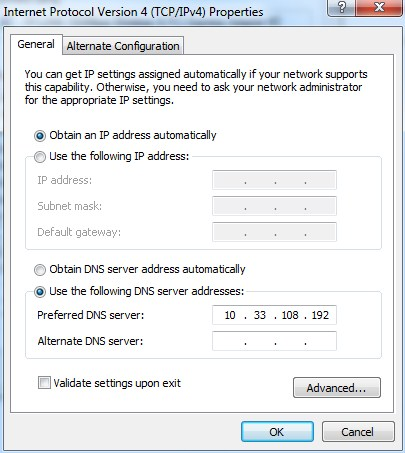 Internet Protocol Version 4 (TCP/IPv4) Properties
General
Alternate Configuration
You can get IP settings assigned automatically if your network supports
this capability. Otherwise, you need to ask your network administrator
for the appropriate IP settings.
Obtain an IP address automatically
Use the following IP address:
IP address:
. . .
Subnet mask:
. . .
Default gateway:
. . .
Obtain DNS server address automatically
Use the following DNS server addresses:
Preferred DNS server:
10 . 33 . 108 . 192
Alternate DNS server:
. . .
Validate settings upon exit
Advanced...
OK
Cancel